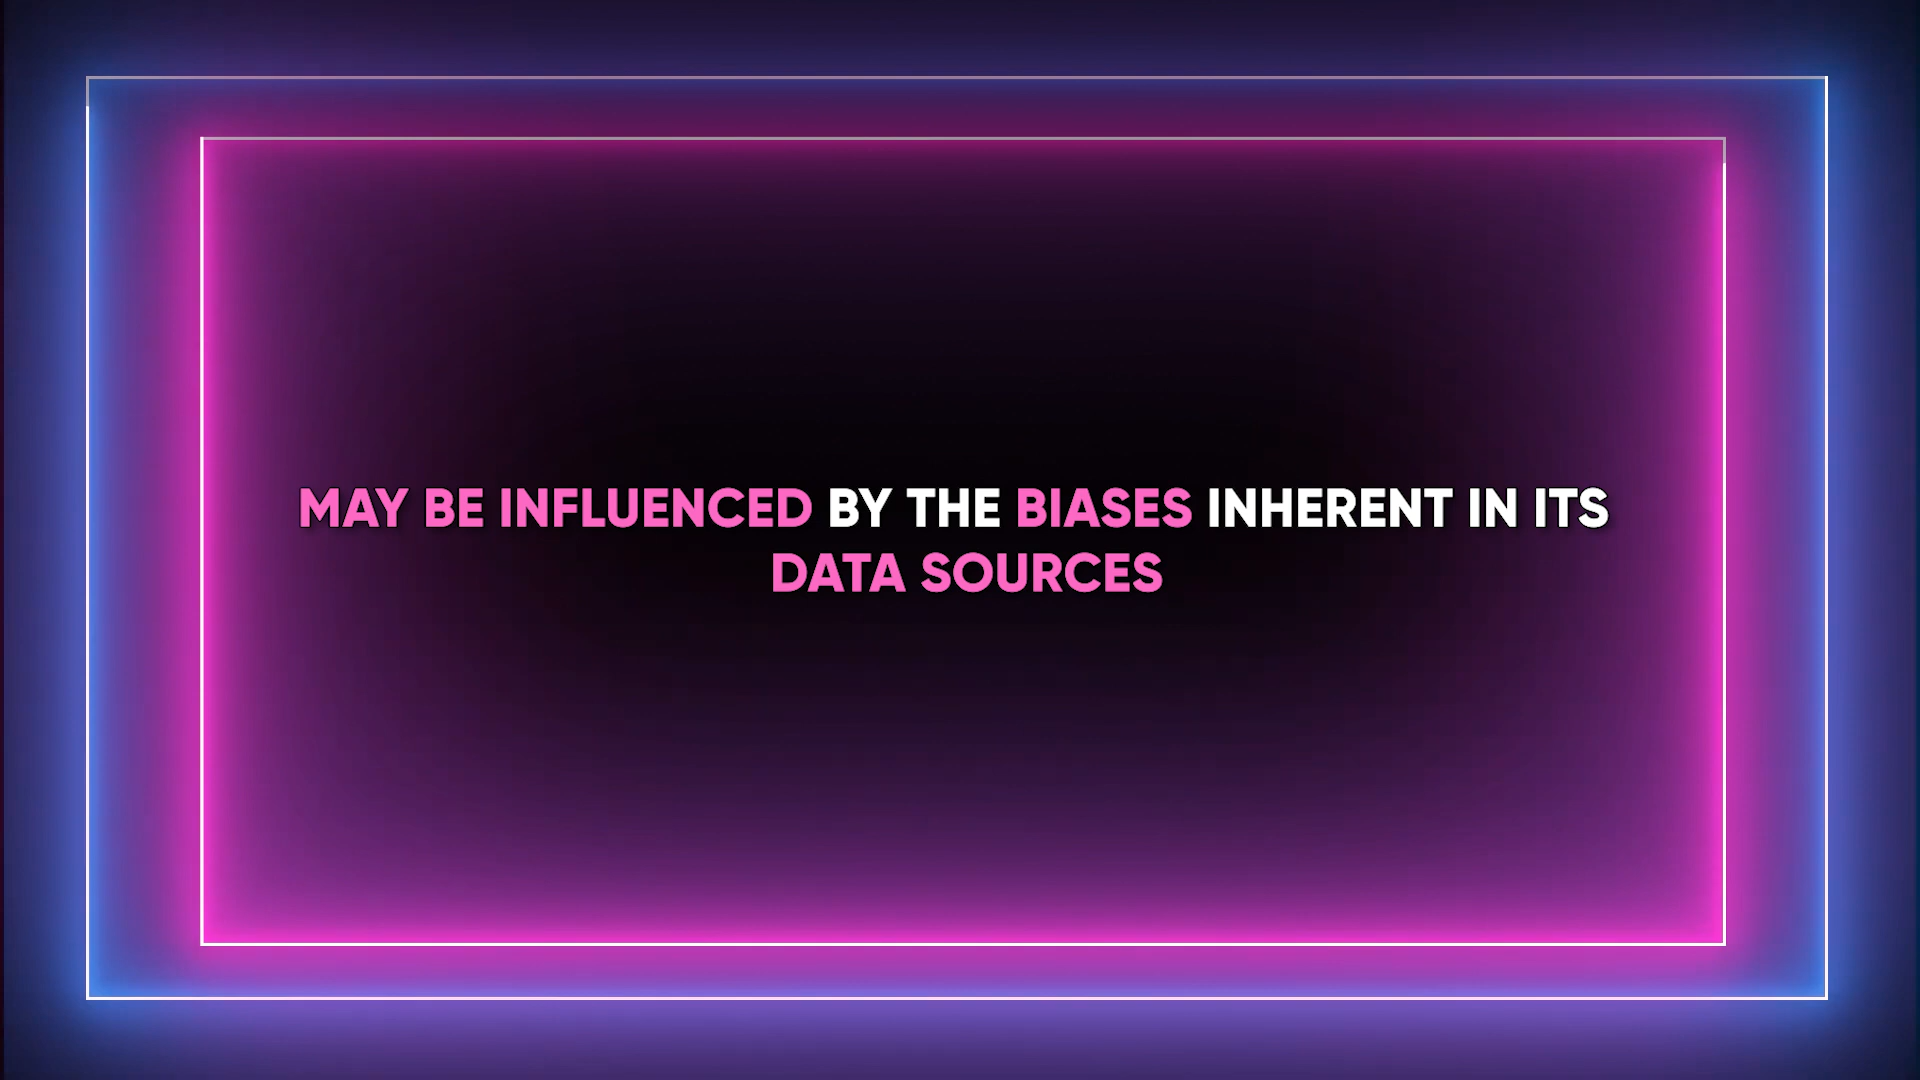 MAY BE INFLUENCED BY THE BIASES INHERENT IN ITS
DATA SOURCES